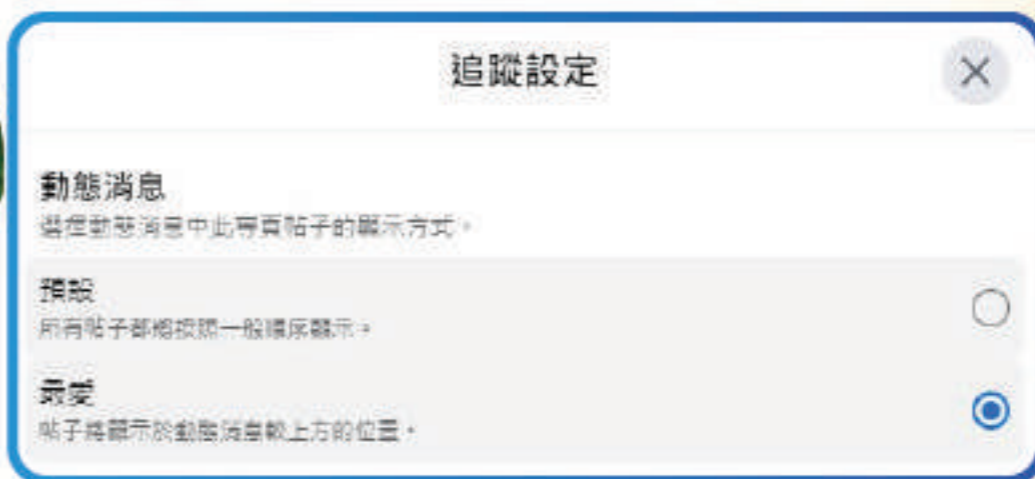 追蹤設定
動態消息
選擇動態消息中此專頁帖子的顯示方式。
預設
所有帖子都將按照一般順序顯示。
最愛
帖子將顯示於動態消息較上方的位置。